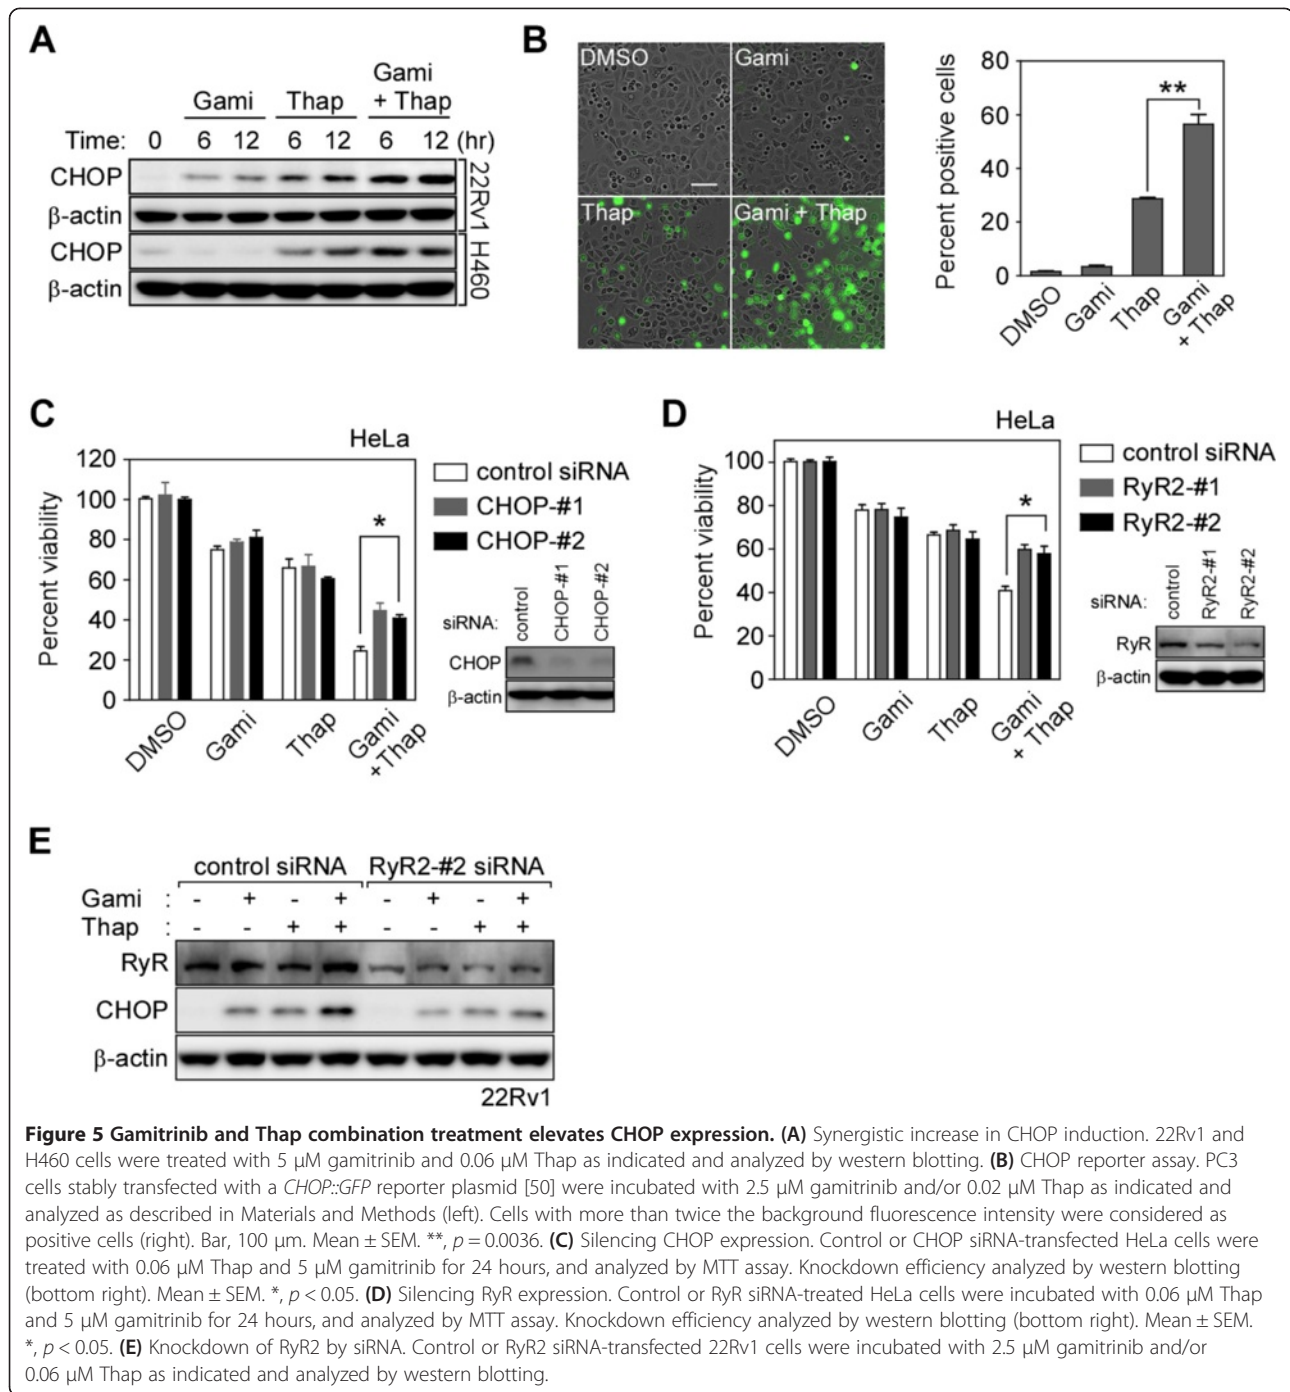 A
Gami
Thap
Gami
+ Thap
Time: 0 6 12 6 12 6 12 (hr)
CHOP
β-actin
22Rv1
CHOP
β-actin
H460
B
DMSO
Gami
Thap
Gami + Thap
Percent positive cells
80
60
40
20
0
**
DMSO
Gami
Thap
Gami
+ Thap
C
HeLa
Percent viability
120
100
80
60
40
20
0
*
DMSO
Gami
Thap
Gami
+Thap
control siRNA
CHOP-#1
CHOP-#2
siRNA: control CHOP-#1 CHOP-#2
CHOP
β-actin
D
HeLa
Percent viability
100
80
60
40
20
0
*
DMSO
Gami
Thap
Gami
+ Thap
control siRNA
RyR2-#1
RyR2-#2
siRNA: control RyR2-#1 RyR2-#2
RyR
β-actin
E
control siRNA RyR2-#2 siRNA
Gami : - + - + - + - +
Thap : - - + + - - + +
RyR
CHOP
β-actin
22Rv1
Figure 5 Gamitrinib and Thap combination treatment elevates CHOP expression. (A) Synergistic increase in CHOP induction. 22Rv1 and
H460 cells were treated with 5 μM gamitrinib and 0.06 μM Thap as indicated and analyzed by western blotting. (B) CHOP reporter assay. PC3
cells stably transfected with a CHOP::GFP reporter plasmid [50] were incubated with 2.5 μM gamitrinib and/or 0.02 μM Thap as indicated and
analyzed as described in Materials and Methods (left). Cells with more than twice the background fluorescence intensity were considered as
positive cells (right). Bar, 100 μm. Mean ± SEM. **, p = 0.0036. (C) Silencing CHOP expression. Control or CHOP siRNA-transfected HeLa cells were
treated with 0.06 μM Thap and 5 μM gamitrinib for 24 hours, and analyzed by MTT assay. Knockdown efficiency analyzed by western blotting
(bottom right). Mean ± SEM. *, p < 0.05. (D) Silencing RyR expression. Control or RyR siRNA-treated HeLa cells were incubated with 0.06 μM Thap
and 5 μM gamitrinib for 24 hours, and analyzed by MTT assay. Knockdown efficiency analyzed by western blotting (bottom right). Mean ± SEM.
*, p < 0.05. (E) Knockdown of RyR2 by siRNA. Control or RyR2 siRNA-transfected 22Rv1 cells were incubated with 2.5 μM gamitrinib and/or
0.06 μM Thap as indicated and analyzed by western blotting.